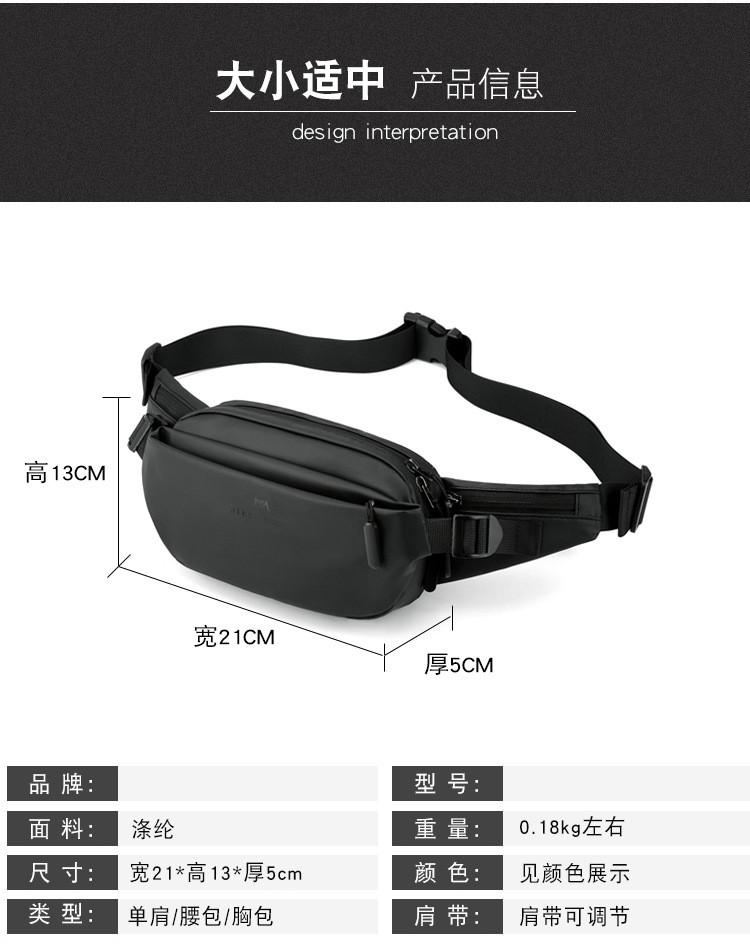 大小适中 产品信息
design interpretation
高13CM
宽21CM
厚5CM
品牌:
型号:
面料: 涤纶
重量: 0.18kg左右
尺寸: 宽21*高13*厚5cm
颜色: 见颜色展示
类型: 单肩/腰包/胸包
肩带: 肩带可调节